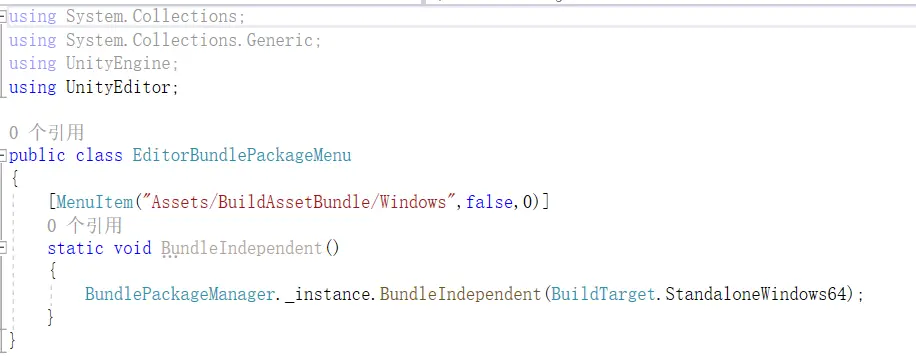 using System.Collections;
using System.Collections.Generic;
using UnityEngine;
using UnityEditor;
0 个引用
public class EditorBundlePackageMenu
{
[MenuItem("Assets/BuildAssetBundle/Windows",false,0)]
0 个引用
static void BundleIndependent()
{
BundlePackageManager._instance.BundleIndependent(BuildTarget.StandaloneWindows64);
}
}